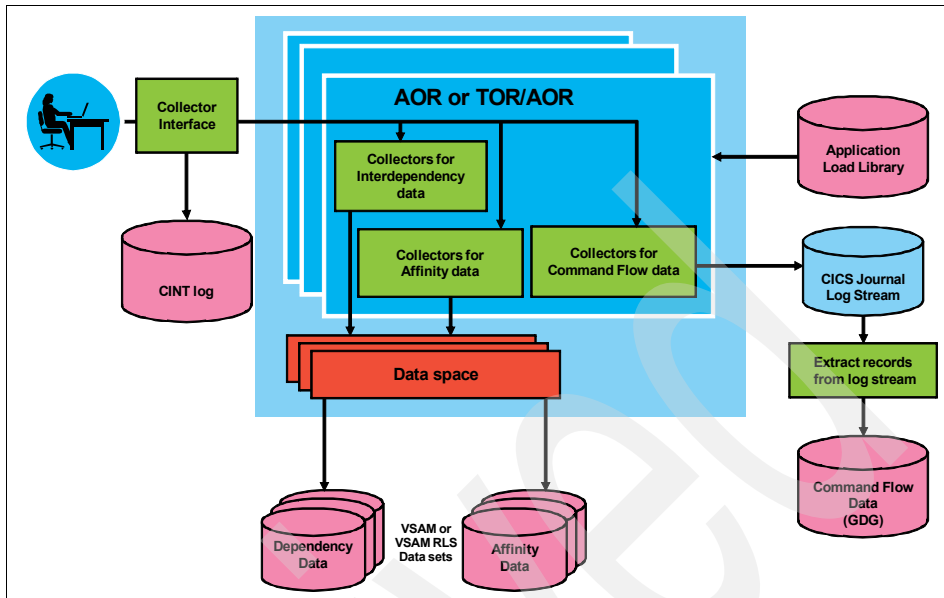 AOR or TOR/AOR
Collector
Interface
Collectors for
Interdependency
data
Application
Load Library
CINT log
Collectors for
Affinity data
Collectors for
Command Flow data
CICS Journal
Log Stream
Data space
Extract records
from log stream
Dependency
Data
VSAM or
VSAM RLS
Data sets
Affinity
Data
Command Flow
Data
(GDG)